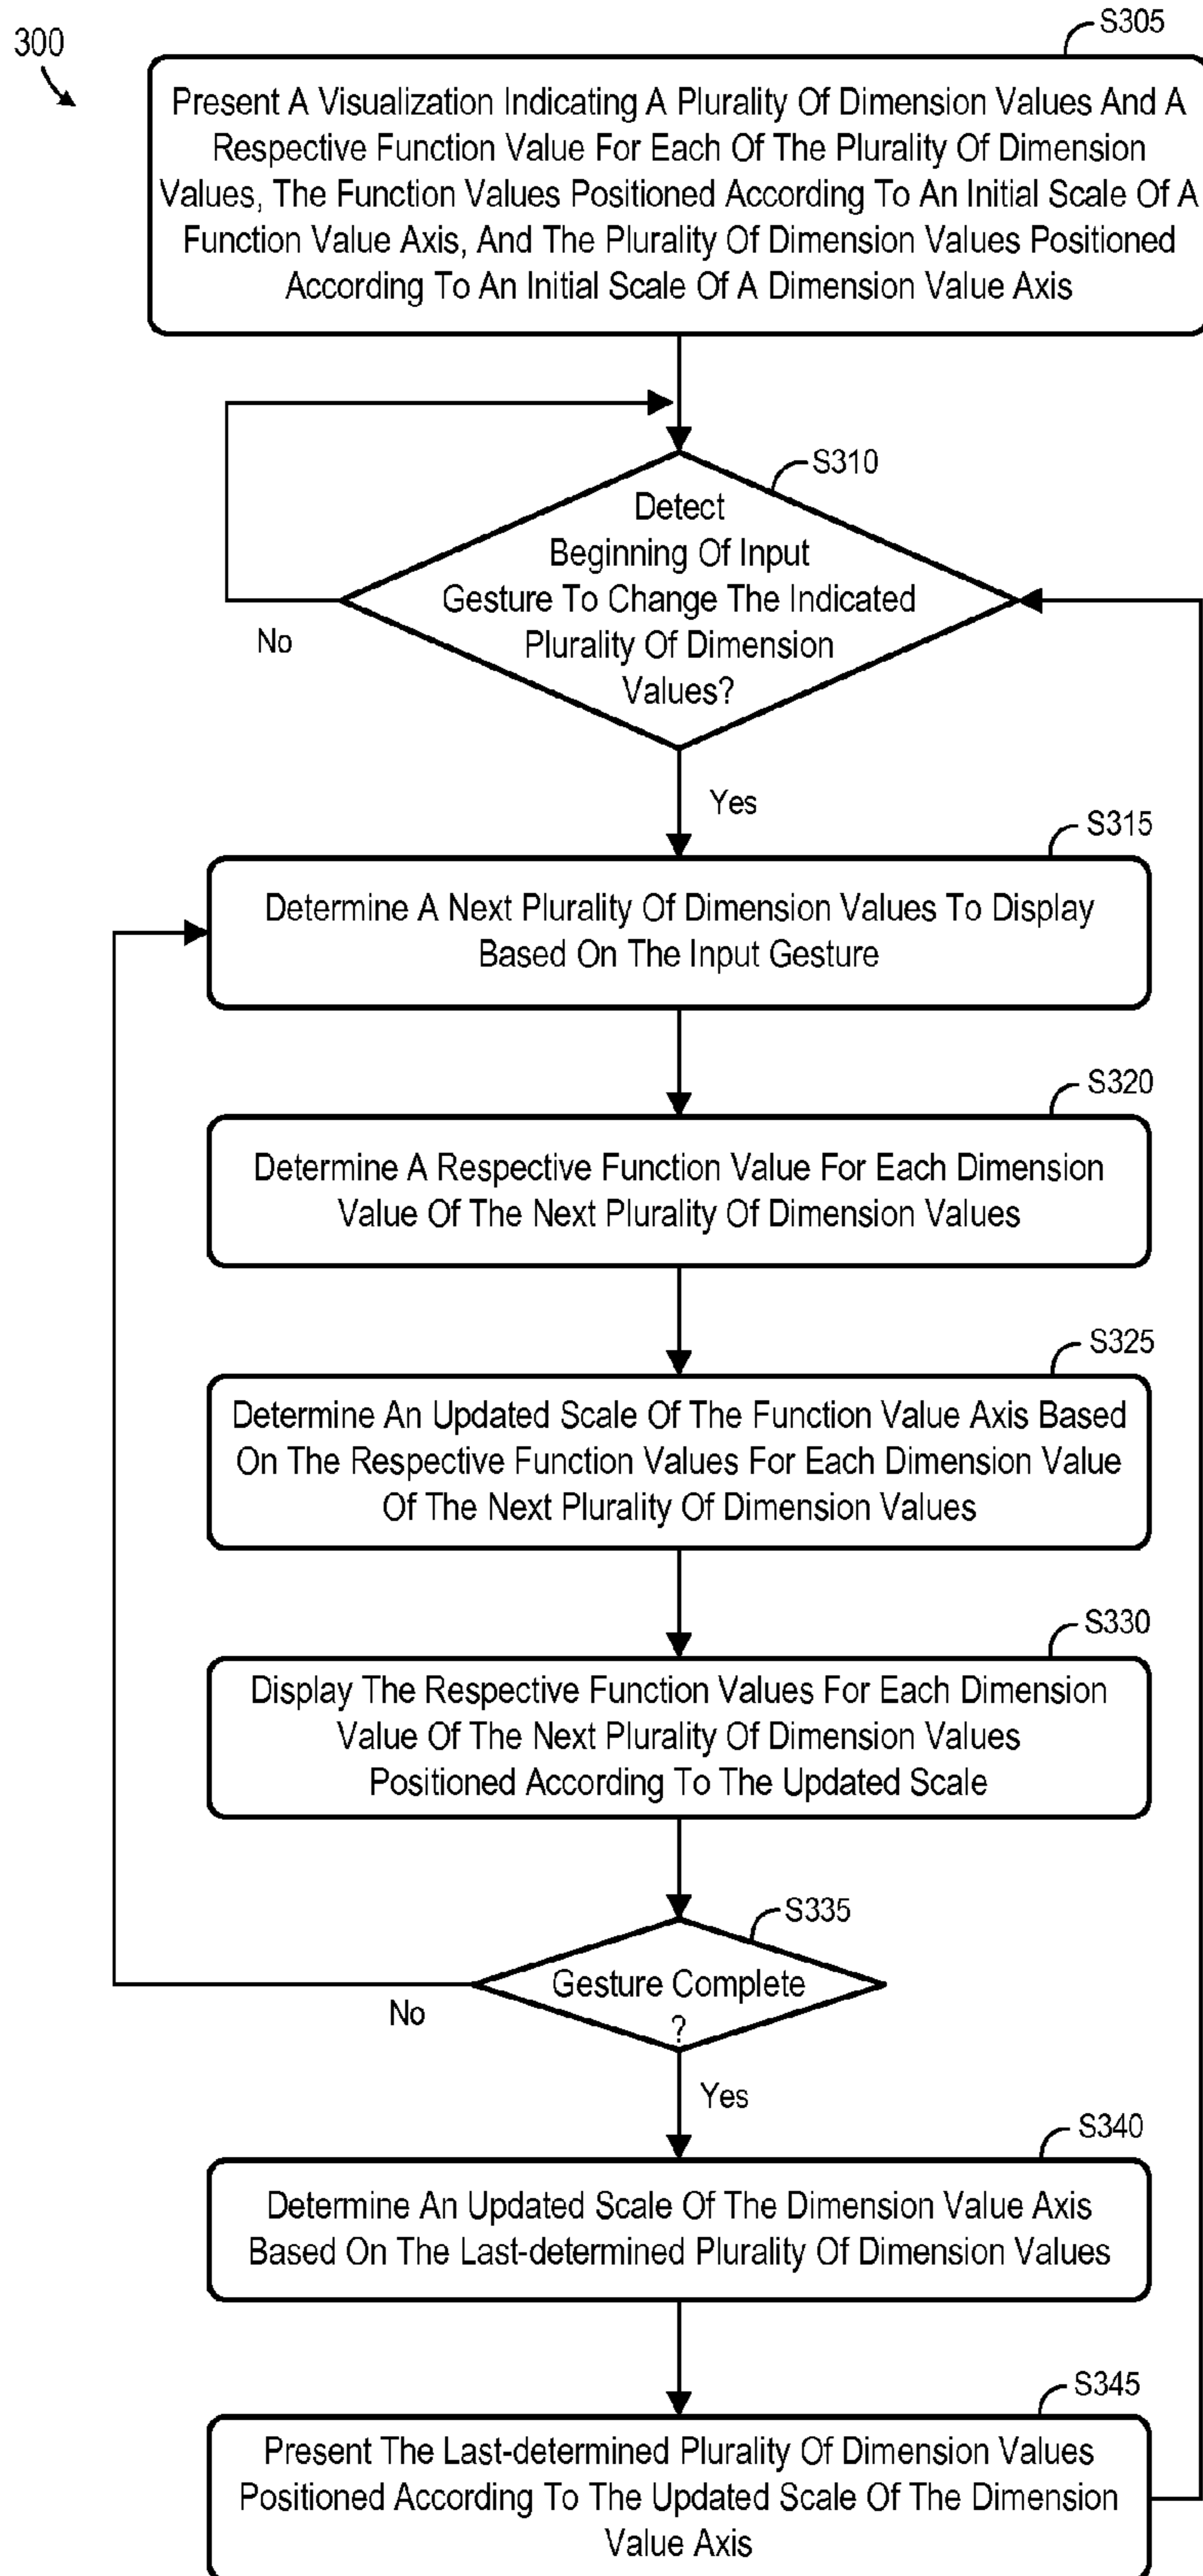 300
S305
Present A Visualization Indicating A Plurality Of Dimension Values And A
Respective Function Value For Each Of The Plurality Of Dimension
Values, The Function Values Positioned According To An Initial Scale Of A
Function Value Axis, And The Plurality Of Dimension Values Positioned
According To An Initial Scale Of A Dimension Value Axis
S310
Detect
Beginning Of Input
Gesture To Change The Indicated
Plurality Of Dimension
Values?
No
Yes
S315
Determine A Next Plurality Of Dimension Values To Display
Based On The Input Gesture
S320
Determine A Respective Function Value For Each Dimension
Value Of The Next Plurality Of Dimension Values
S325
Determine An Updated Scale Of The Function Value Axis Based
On The Respective Function Values For Each Dimension Value
Of The Next Plurality Of Dimension Values
S330
Display The Respective Function Values For Each Dimension
Value Of The Next Plurality Of Dimension Values
Positioned According To The Updated Scale
S335
Gesture Complete
?
No
Yes
S340
Determine An Updated Scale Of The Dimension Value Axis
Based On The Last-determined Plurality Of Dimension Values
S345
Present The Last-determined Plurality Of Dimension Values
Positioned According To The Updated Scale Of The Dimension
Value Axis